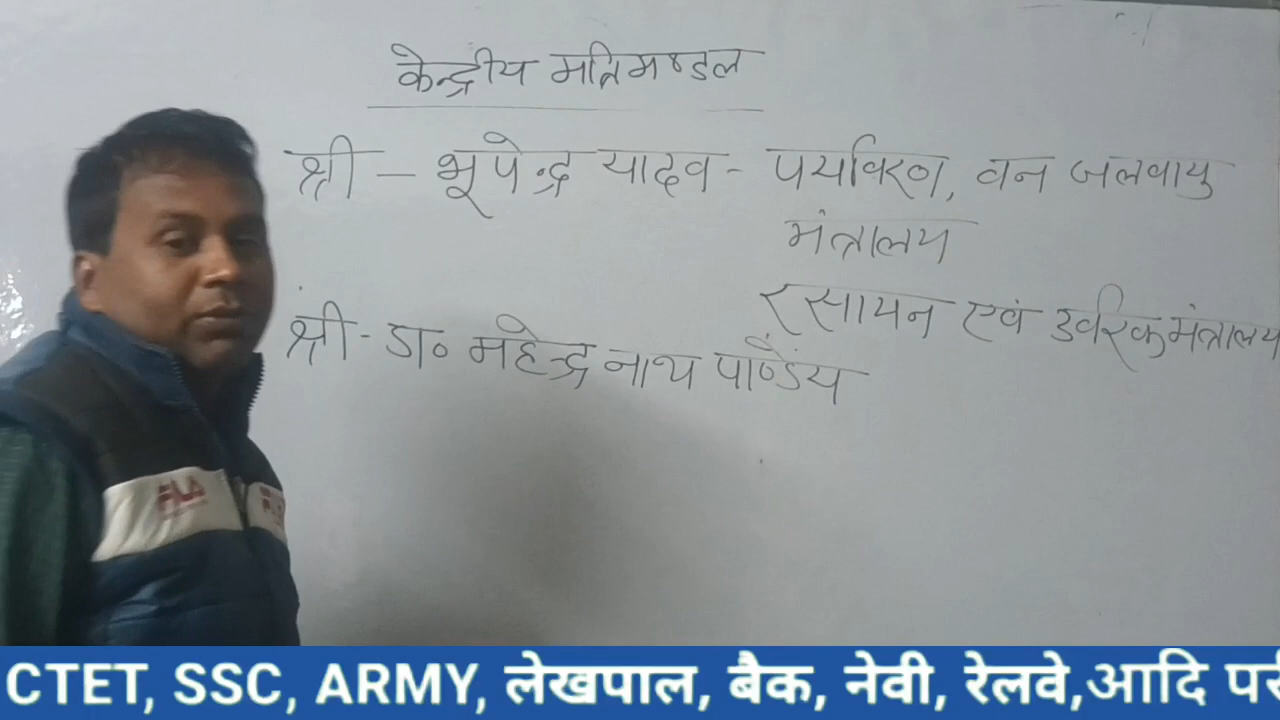 केन्द्रीय मन्त्रिमण्डल
श्री – भूपेन्द्र यादव - पर्यावरण, वन जलवायु
मंत्रालय
रसायन एवं उर्वरक मंत्रालय
श्री - डा० महेन्द्र नाथ पाण्डेय
FILA
CTET, SSC, ARMY, लेखपाल, बैक, नेवी, रेलवे,आदि